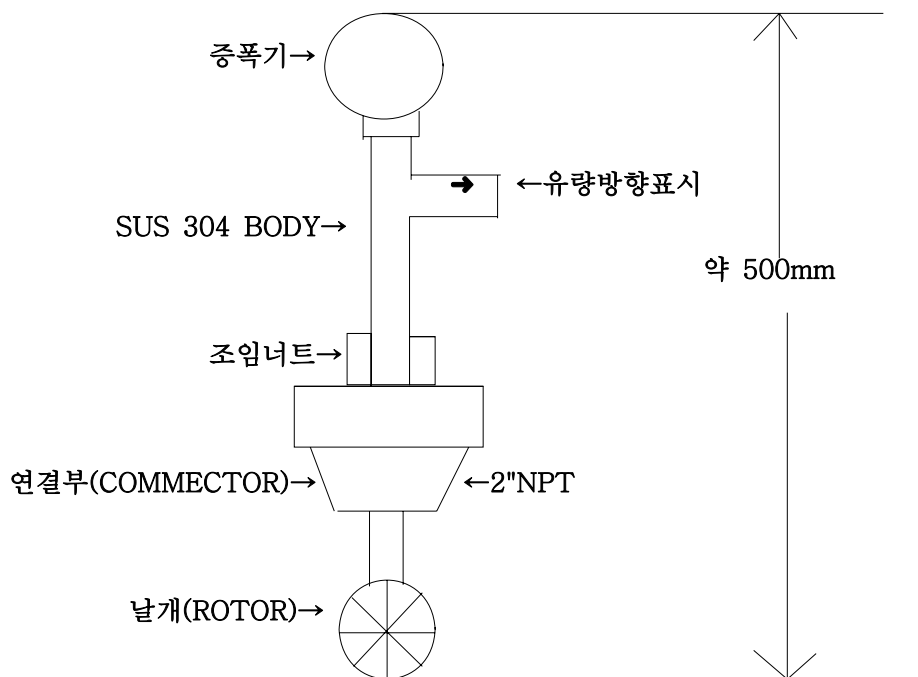 증폭기→
←유량방향표시
SUS 304 BODY→
약 500mm
조임너트→
연결부(COMMECTOR)→
←2"NPT
날개(ROTOR)→